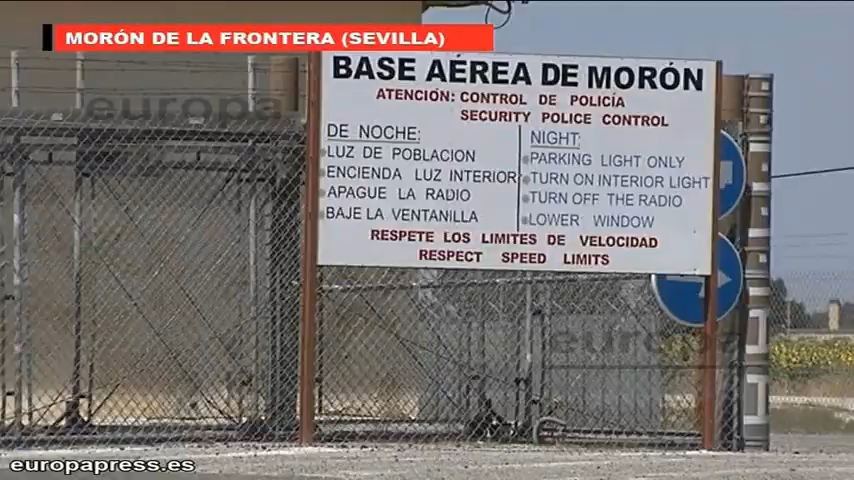 MORÓN DE LA FRONTERA (SEVILLA)
BASE AÉREA DE MORÓN
ATENCIÓN: CONTROL DE POLICÍA
SECURITY POLICE CONTROL
DE NOCHE:
LUZ DE POBLACION
ENCIENDA LUZ INTERIOR
APAGUE LA RADIO
BAJE LA VENTANILLA
NIGHT:
PARKING LIGHT ONLY
TURN ON INTERIOR LIGHT
TURN OFF THE RADIO
LOWER WINDOW
RESPETE LOS LIMITES DE VELOCIDAD
RESPECT SPEED LIMITS
europa
europa
europapress.es